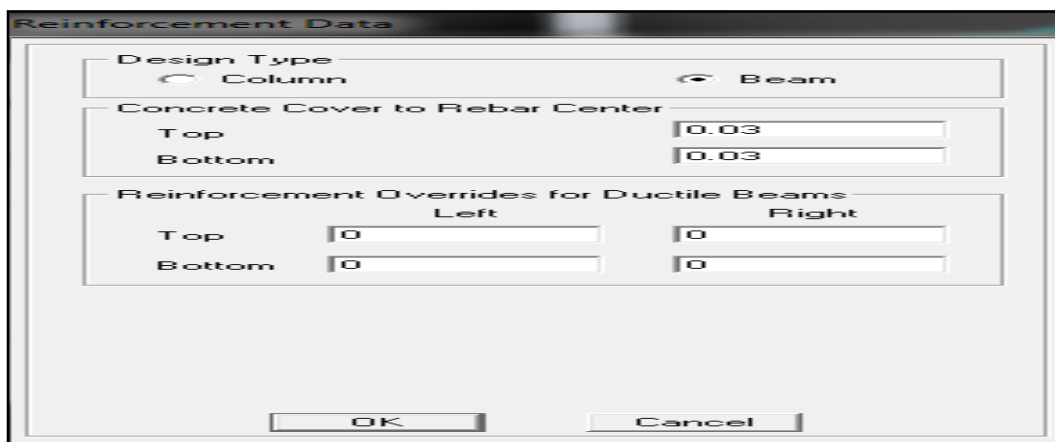 Reinforcement Data
Design Type
Column Beam
Concrete Cover to Rebar Center
Top 0.03
Bottom 0.03
Reinforcement Overrides for Ductile Beams
Left Right
Top 0 0
Bottom 0 0
OK Cancel